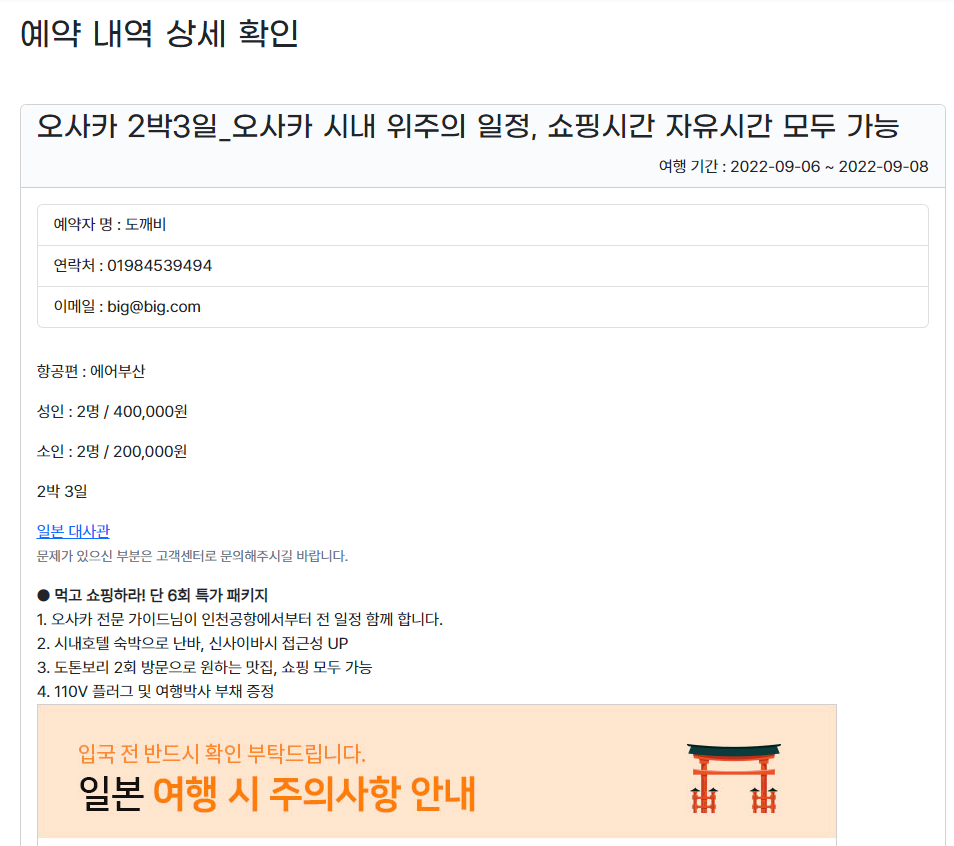 예약 내역 상세 확인
오사카 2박3일_오사카 시내 위주의 일정, 쇼핑시간 자유시간 모두 가능
여행 기간 : 2022-09-06 ~ 2022-09-08
예약자 명 : 도깨비
연락처 : 01984539494
이메일 : big@big.com
항공편 : 에어부산
성인 : 2명 / 400,000원
소인 : 2명 / 200,000원
2박 3일
일본 대사관
문제가 있으신 부분은 고객센터로 문의해주시길 바랍니다.
● 먹고 쇼핑하라! 단 6회 특가 패키지
1. 오사카 전문 가이드님이 인천공항에서부터 전 일정 함께 합니다.
2. 시내호텔 숙박으로 난바, 신사이바시 접근성 UP
3. 도톤보리 2회 방문으로 원하는 맛집, 쇼핑 모두 가능
4. 110V 플러그 및 여행박사 부채 증정
입국 전 반드시 확인 부탁드립니다.
일본 여행 시 주의사항 안내